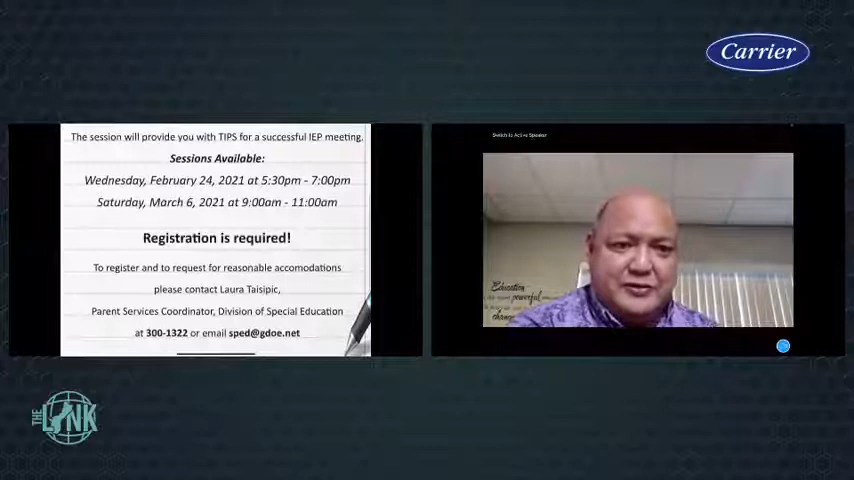 Carrier
The session will provide you with TIPS for a successful IEP meeting.
Sessions Available:
Wednesday, February 24, 2021 at 5:30pm - 7:00pm
Saturday, March 6, 2021 at 9:00am - 11:00am
Registration is required!
To register and to request for reasonable accomodations
please contact Laura Taisipic,
Parent Services Coordinator, Division of Special Education
at 300-1322 or email sped@gdoe.net
Switch to Active Speaker
Education
powerful
change
THE LINK